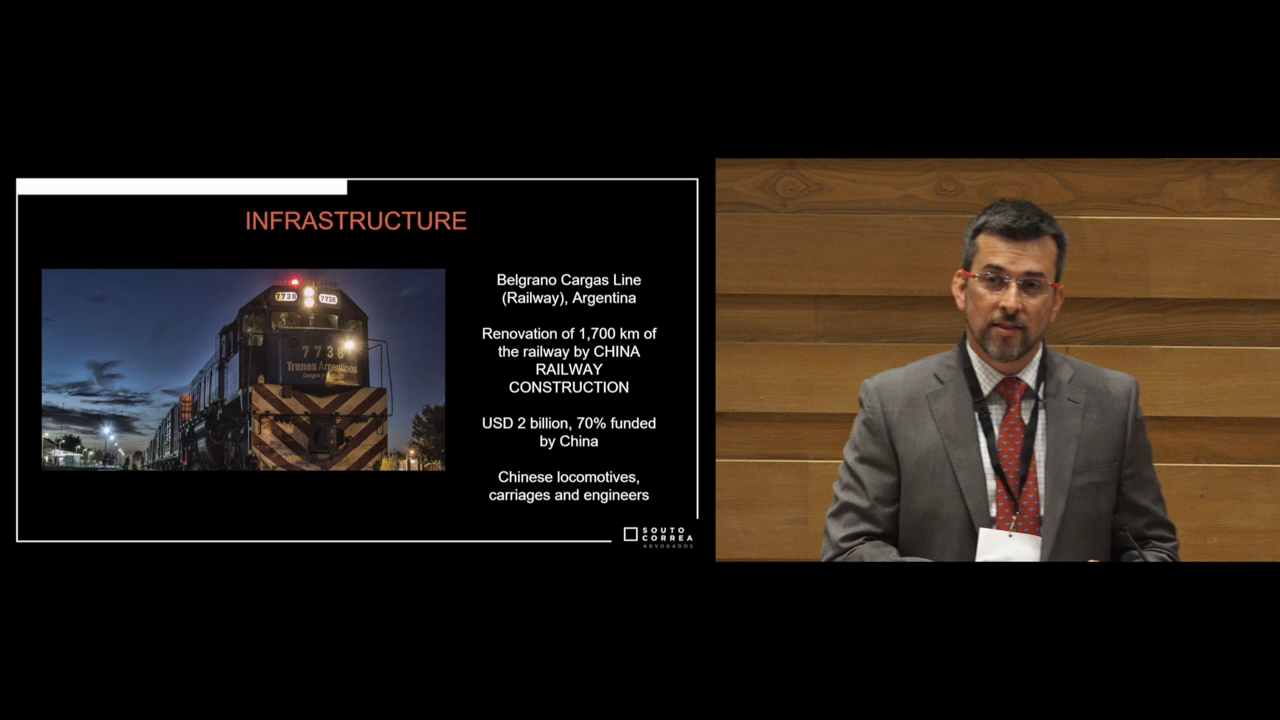 INFRASTRUCTURE
7738
7738
7738
Trenes Argentinos
Belgrano Cargas Line
(Railway), Argentina
Renovation of 1,700 km of
the railway by CHINA
RAILWAY
CONSTRUCTION
USD 2 billion, 70% funded
by China
Chinese locomotives,
carriages and engineers
SOUTO
CORREA
ADVOGADOS